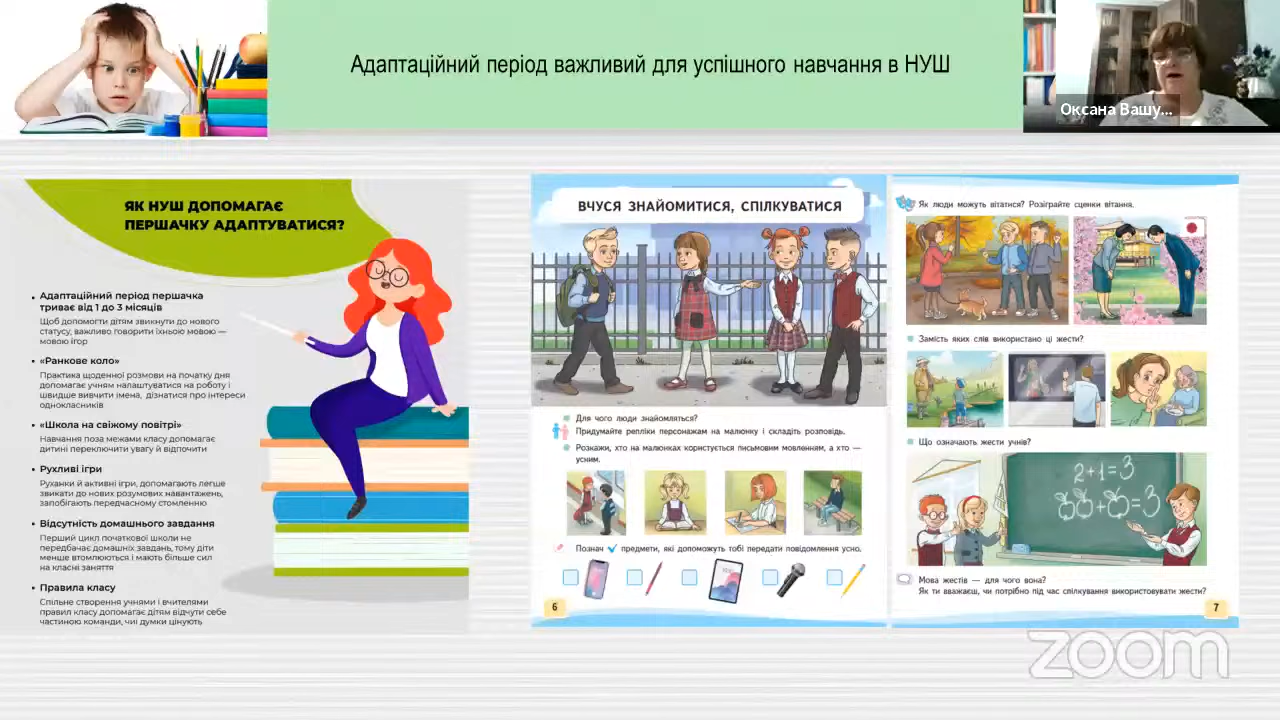 Адаптаційний період важливий для успішного навчання в НУШ
Оксана Вашу...
ЯК НУШ ДОПОМАГАЄ
ПЕРШАЧКУ АДАПТУВАТИСЯ?
• Адаптаційний період першачка
триває від 1 до 3 місяців
Щоб допомогти дітям звикнути до нового
статусу, важливо говорити їхньою мовою —
мовою ігор
• «Ранкове коло»
Практика щоденної розмови на початку дня
допомагає учням налаштуватися на роботу і
швидше вивчити імена, дізнатися про інтереси
однокласників
• «Школа на свіжому повітрі»
Навчання поза межами класу допомагає
дитині переключити увагу й відпочити
• Рухливі ігри
Руханки й активні ігри, допомагають легше
звикати до нових розумових навантажень,
запобігають передчасному стомленню
• Відсутність домашнього завдання
Перший цикл початкової школи не
передбачає домашніх завдань, тому діти
менше втомлюються і мають більше сил
на класні заняття
• Правила класу
Спільне створення учнями і вчителями
правил класу допомагає дітям відчути себе
частиною команди, чиї думки цінують
ВЧУСЯ ЗНАЙОМИТИСЯ, СПІЛКУВАТИСЯ
Для чого люди знайомляться?
Придумайте репліки персонажам на малюнку і складіть розповідь.
Розкажи, хто на малюнках користується письмовим мовленням, а хто —
усним.
Познач ✓ предмети, які допоможуть тобі передати повідомлення усно.
6
Як люди можуть вітатися? Розіграйте сценки вітання.
Замість яких слів використано ці жести?
Що означають жести учнів?
2+1=3
+ =3
Мова жестів — для чого вона?
Як ти вважаєш, чи потрібно під час спілкування використовувати жести?
7
zoom